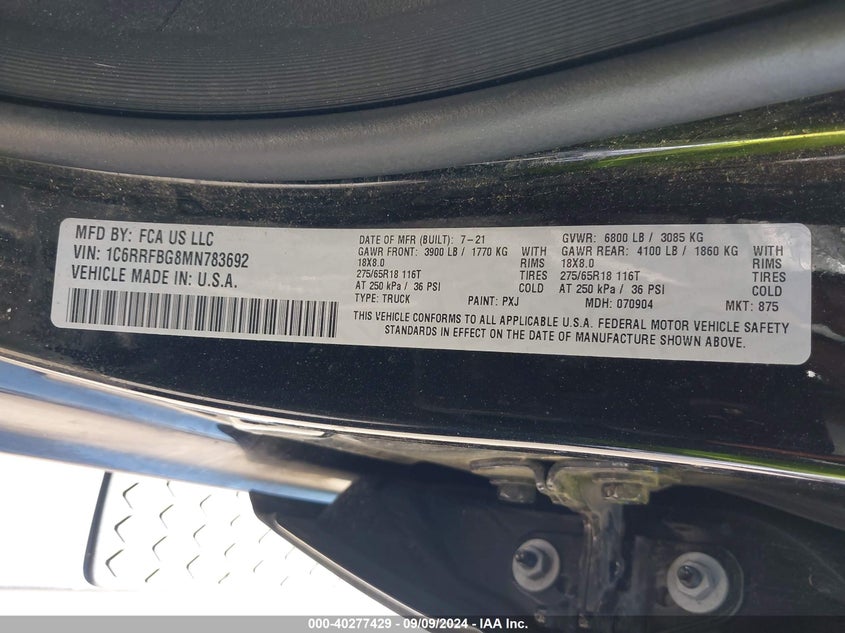 MFD BY: FCA US LLC
VIN: 1C6RRFBG8MN783692
VEHICLE MADE IN U.S.A.
DATE OF MFR (BUILT): 7-21 GVWR: 6800 LB / 3085 KG
GAWR FRONT: 3900 LB / 1770 KG GAWR REAR: 4100 LB / 1860 KG
18X8.0 RIMS 18X8.0 RIMS
275/65R18 116T TIRES 275/65R18 116T TIRES
AT 250 kPa / 36 PSI COLD AT 250 kPa / 36 PSI COLD
TYPE: TRUCK PAINT: PXJ MDH: 070904 MKT: 875
THIS VEHICLE CONFORMS TO ALL APPLICABLE U.S.A. FEDERAL MOTOR VEHICLE SAFETY
STANDARDS IN EFFECT ON THE DATE OF MANUFACTURE SHOWN ABOVE.
000-40277429 - 09/09/2024 - IAA Inc.